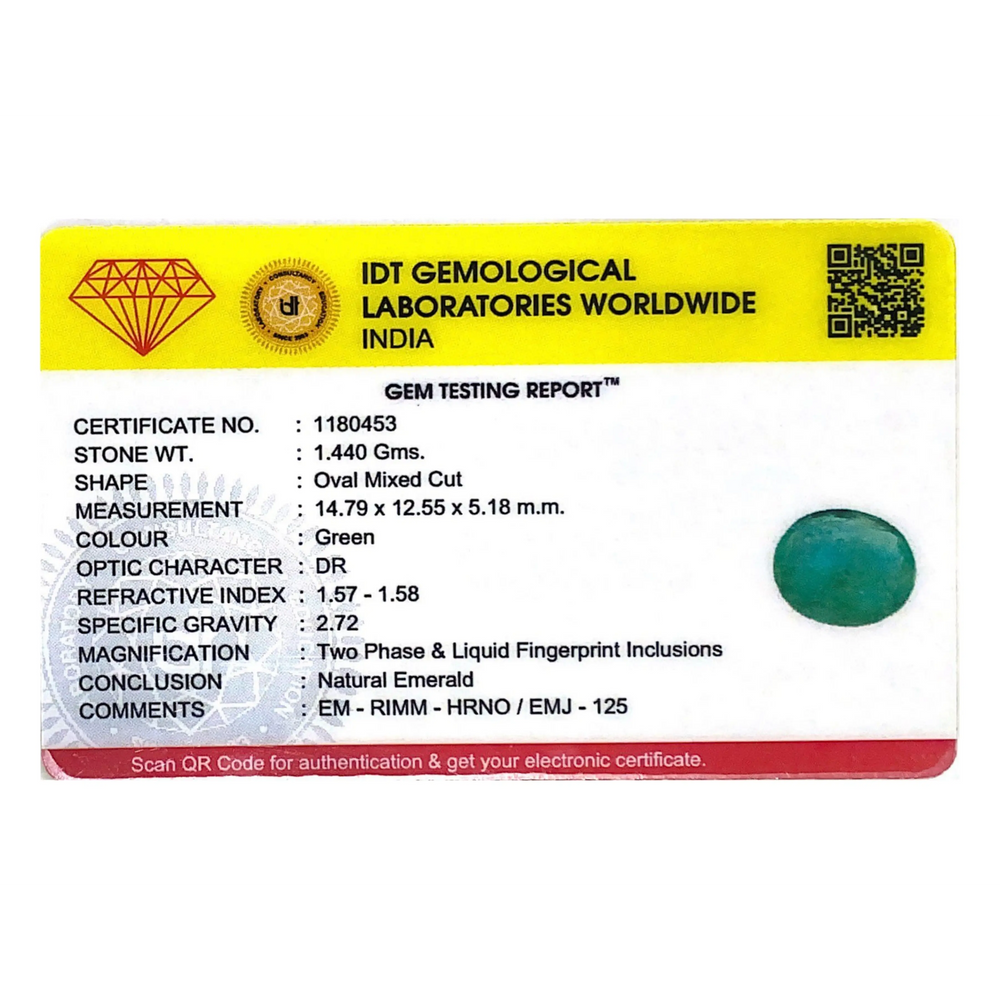 IDT GEMOLOGICAL
LABORATORIES WORLDWIDE
INDIA
GEM TESTING REPORT™
CERTIFICATE NO. : 1180453
STONE WT. : 1.440 Gms.
SHAPE : Oval Mixed Cut
MEASUREMENT : 14.79 x 12.55 x 5.18 m.m.
COLOUR : Green
OPTIC CHARACTER : DR
REFRACTIVE INDEX : 1.57 - 1.58
SPECIFIC GRAVITY : 2.72
MAGNIFICATION : Two Phase & Liquid Fingerprint Inclusions
CONCLUSION : Natural Emerald
COMMENTS : EM - RIMM - HRNO / EMJ - 125
Scan QR Code for authentication & get your electronic certificate.